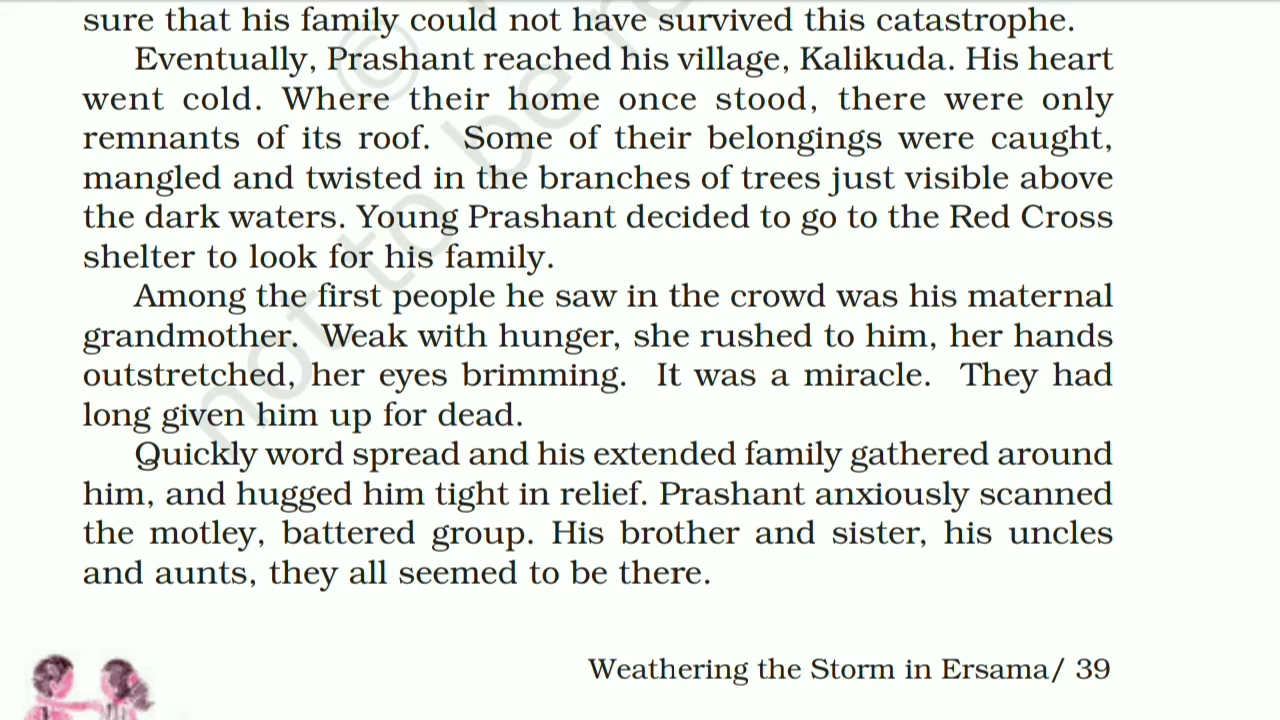 sure that his family could not have survived this catastrophe.
Eventually, Prashant reached his village, Kalikuda. His heart
went cold. Where their home once stood, there were only
remnants of its roof. Some of their belongings were caught,
mangled and twisted in the branches of trees just visible above
the dark waters. Young Prashant decided to go to the Red Cross
shelter to look for his family.
Among the first people he saw in the crowd was his maternal
grandmother. Weak with hunger, she rushed to him, her hands
outstretched, her eyes brimming. It was a miracle. They had
long given him up for dead.
Quickly word spread and his extended family gathered around
him, and hugged him tight in relief. Prashant anxiously scanned
the motley, battered group. His brother and sister, his uncles
and aunts, they all seemed to be there.
Weathering the Storm in Ersama/ 39
©
not to be re